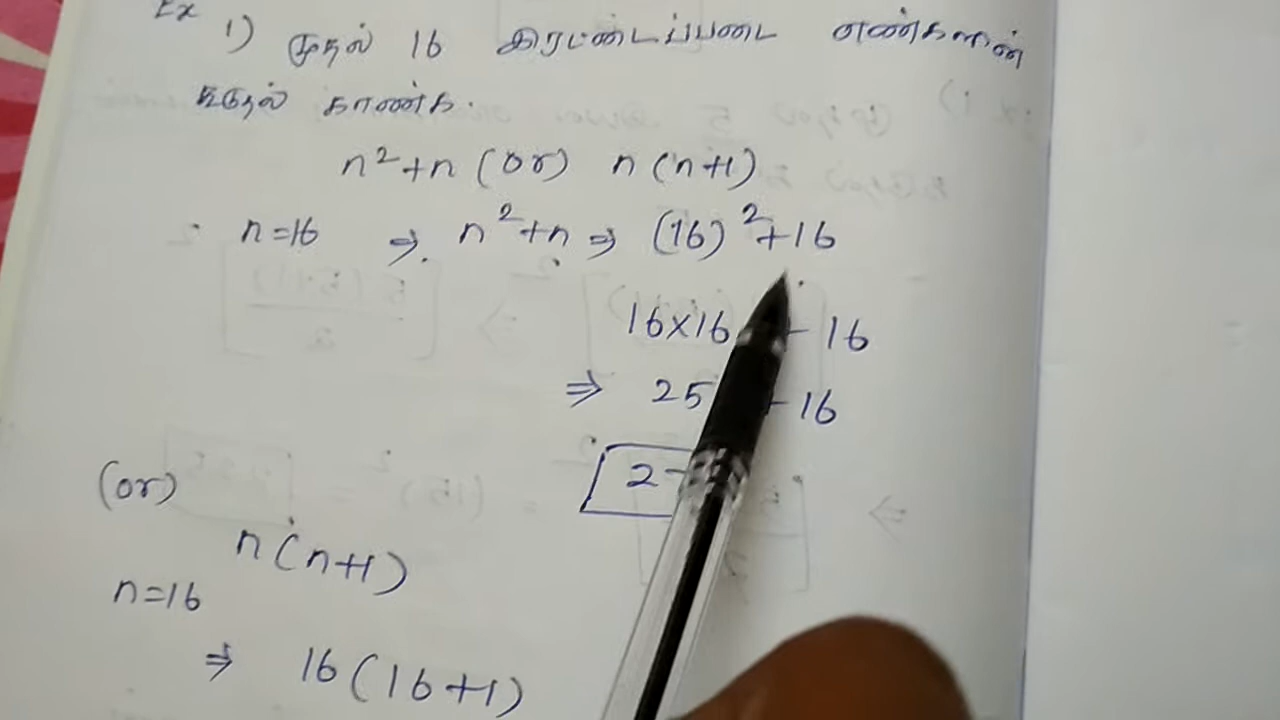 Ex
1) முதல் 16 இரட்டைப்படை எண்களின்
கூடுதல் காண்க.
n²+n (or) n(n+1)
n=16 ⇒ n²+n ⇒ (16)²+16
16×16 16
⇒ 25 16
2
(or)
n(n+1)
n=16
⇒ 16(16+1)